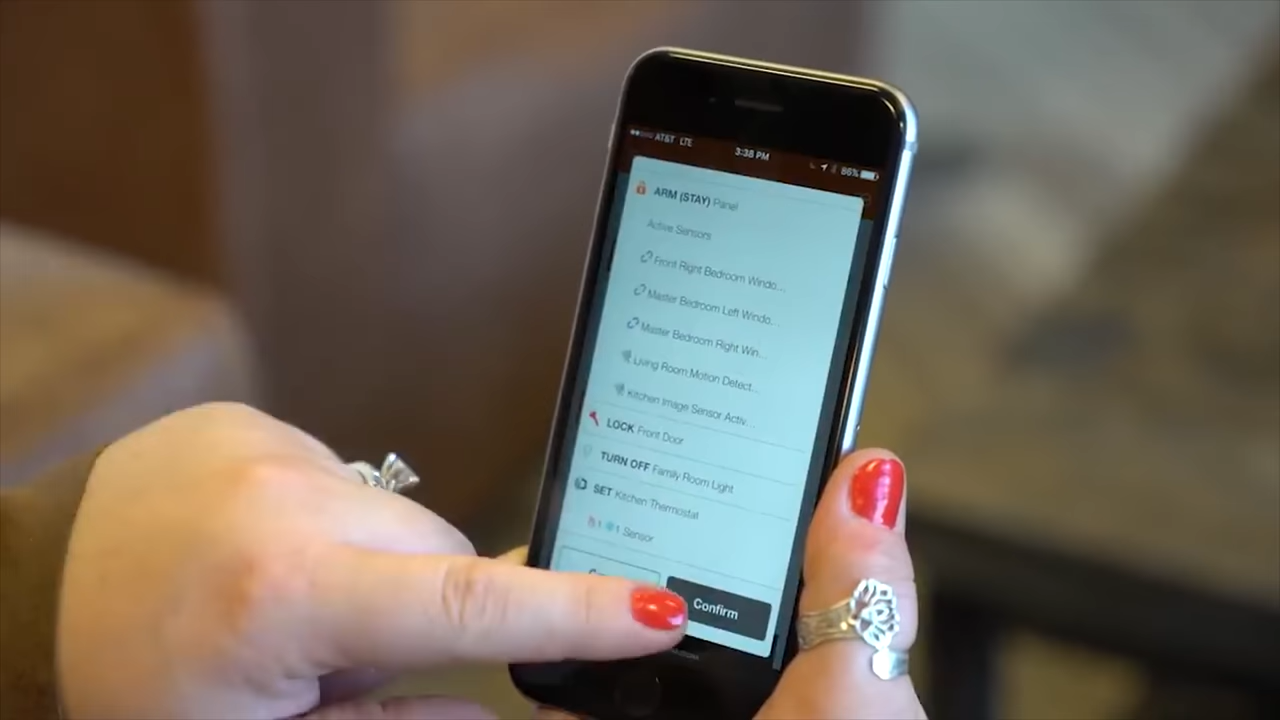 AT&T LTE 3:38 PM 86%
ARM (STAY) Panel
Active Sensors
Front Right Bedroom Windo...
Master Bedroom Left Windo...
Master Bedroom Right Win...
Living Room Motion Detect...
Kitchen Image Sensor Activ...
LOCK Front Door
TURN OFF Family Room Light
SET Kitchen Thermostat
1 1 Sensor
Confirm